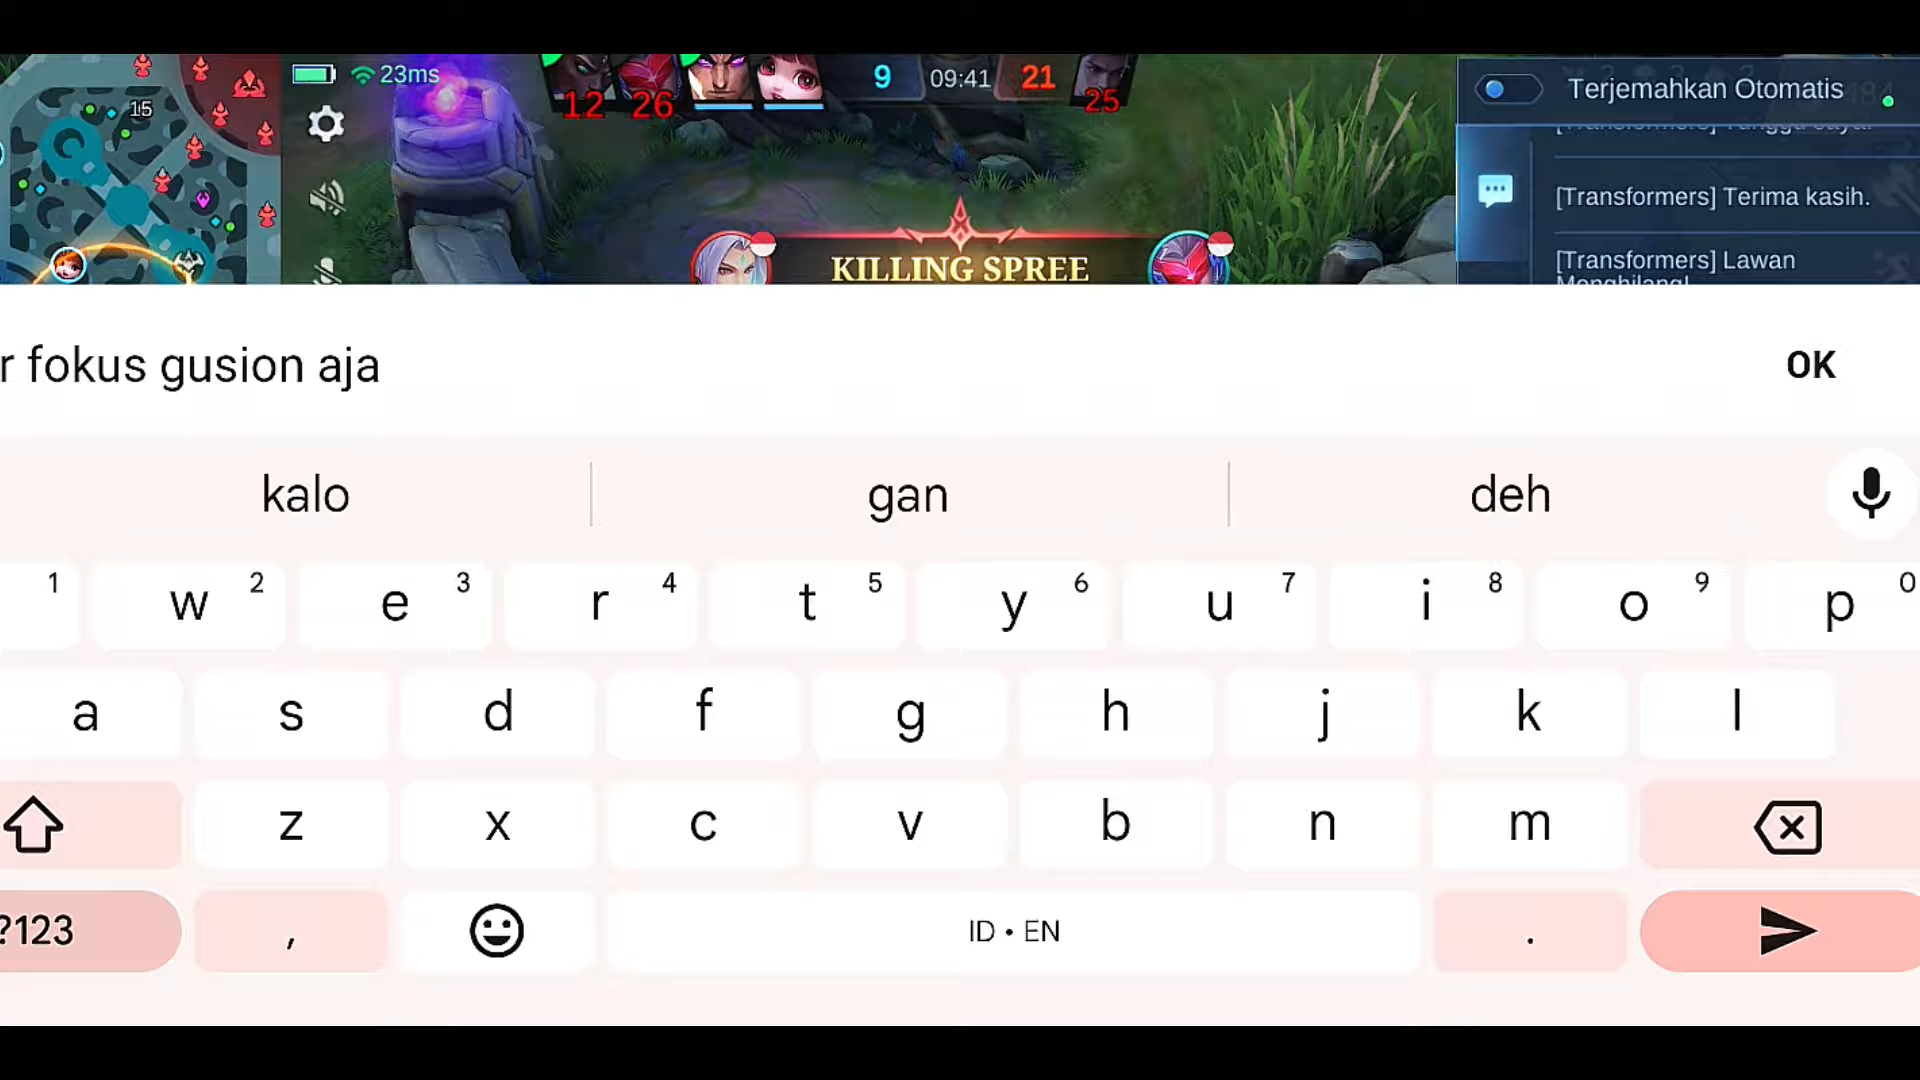 15
23ms
12
26
9
09:41
21
25
Terjemahkan Otomatis
[Transformers] Terima kasih.
[Transformers] Lawan
Menghilang!
KILLING SPREE
r fokus gusion aja
OK
kalo
gan
deh
1
w 2
e 3
r 4
t 5
y 6
u 7
i 8
o 9
p 0
a
s
d
f
g
h
j
k
l
z
x
c
v
b
n
m
?123
,
ID • EN
.